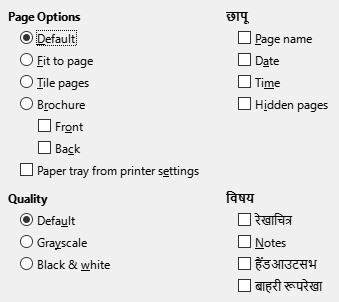 Page Options
Default
Fit to page
Tile pages
Brochure
Front
Back
Paper tray from printer settings
छापू
Page name
Date
Time
Hidden pages
Quality
Default
Grayscale
Black & white
विषय
रेखाचित्र
Notes
हैंडआउटसभ
बाहरी रूपरेखा